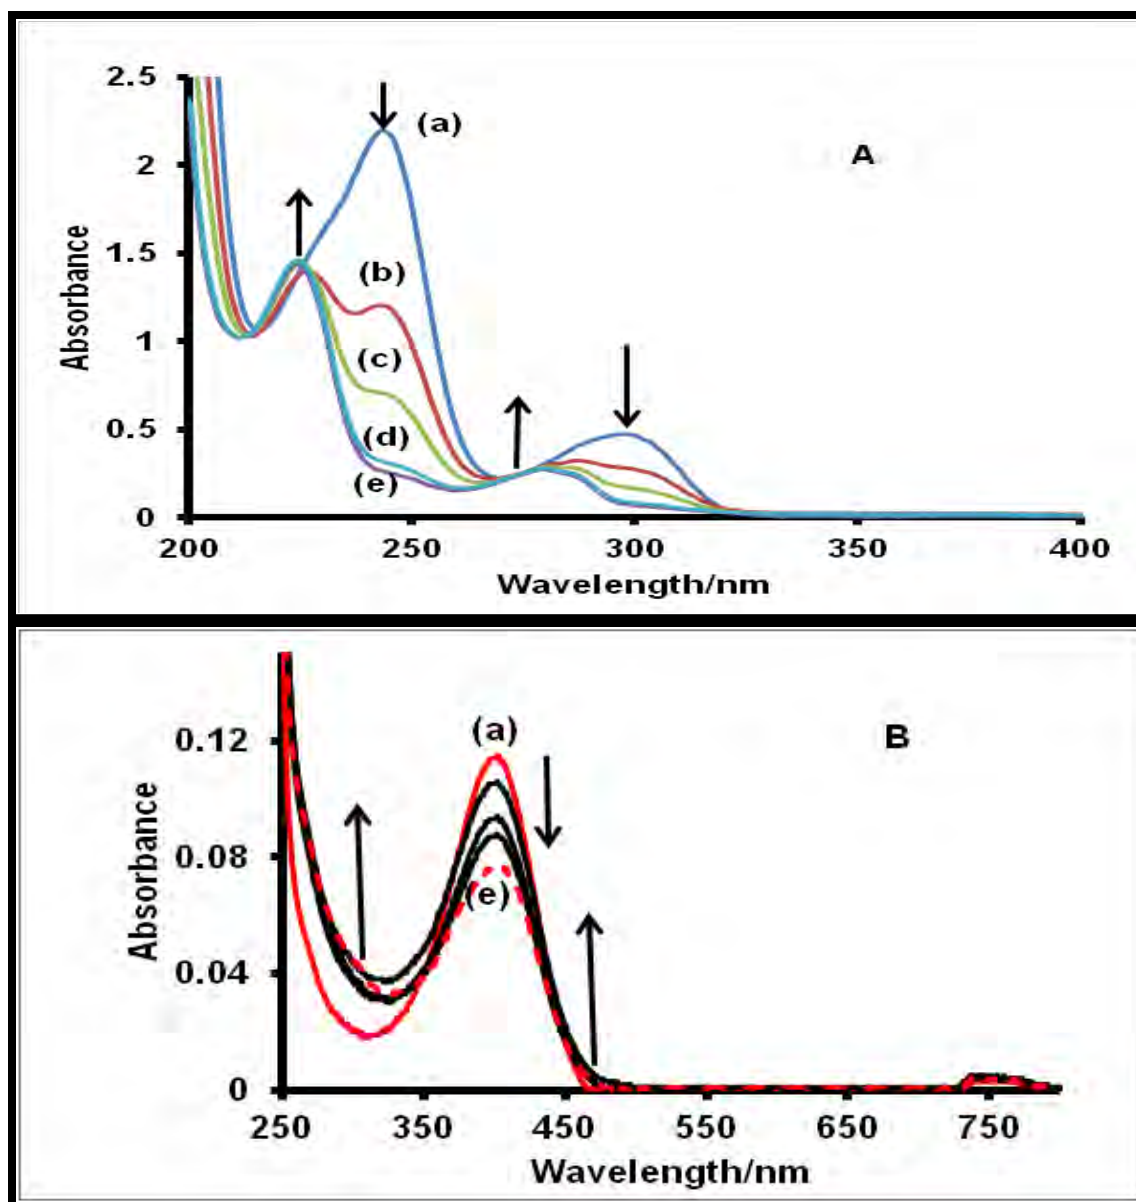 2.5
(a)
A
2
1.5
(b)
Absorbance
1
(c)
0.5
(d)
(e)
0
200 250 300 350 400
Wavelength/nm
(a)
B
0.12
Absorbance
0.08
(e)
0.04
0
250 350 450 550 650 750
Wavelength/nm